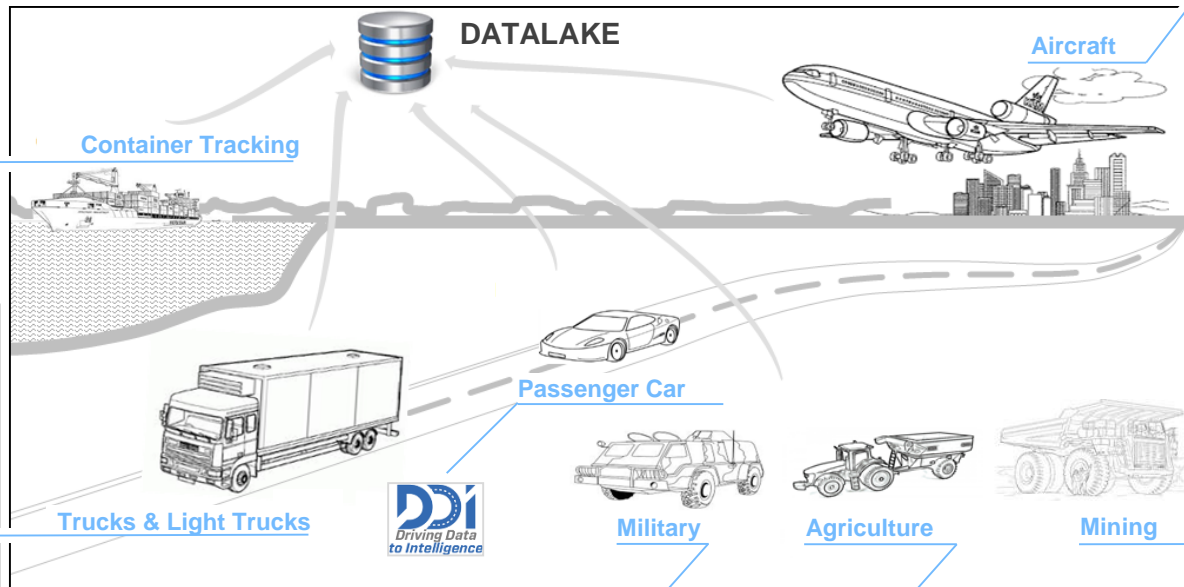 DATALAKE
Aircraft
Container Tracking
Passenger Car
Trucks & Light Trucks
DDi
Driving Data
to Intelligence
Military
Agriculture
Mining